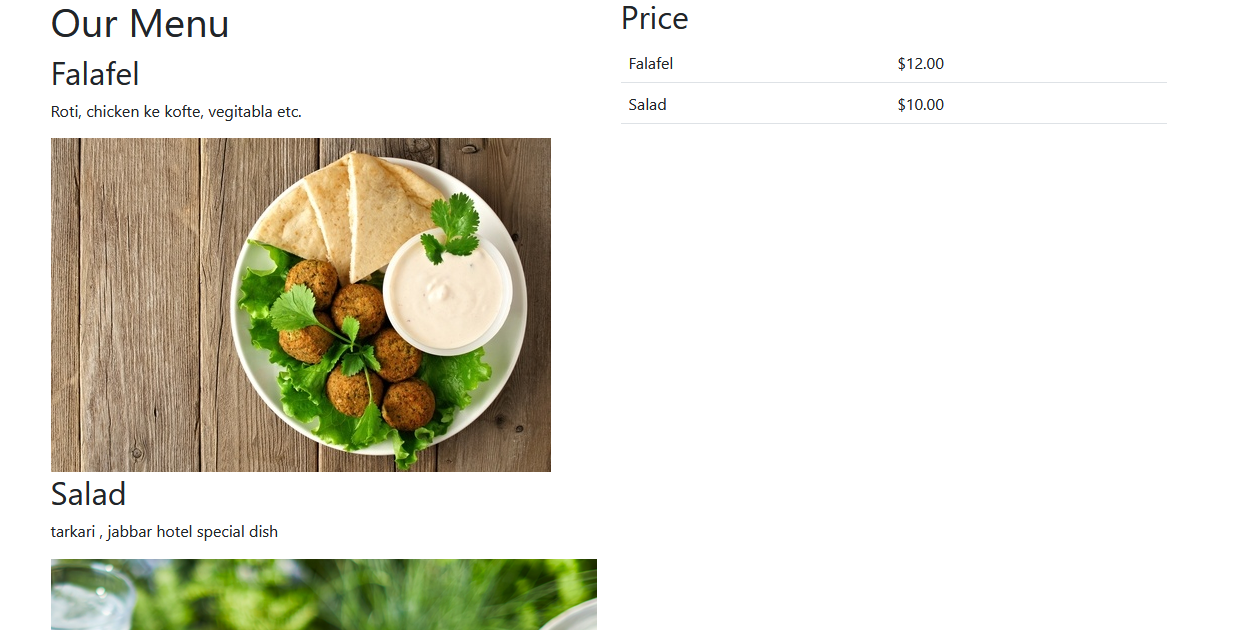 Our Menu
Falafel
Roti, chicken ke kofte, vegitabla etc.
Salad
tarkari , jabbar hotel special dish
Price
Falafel $12.00
Salad $10.00